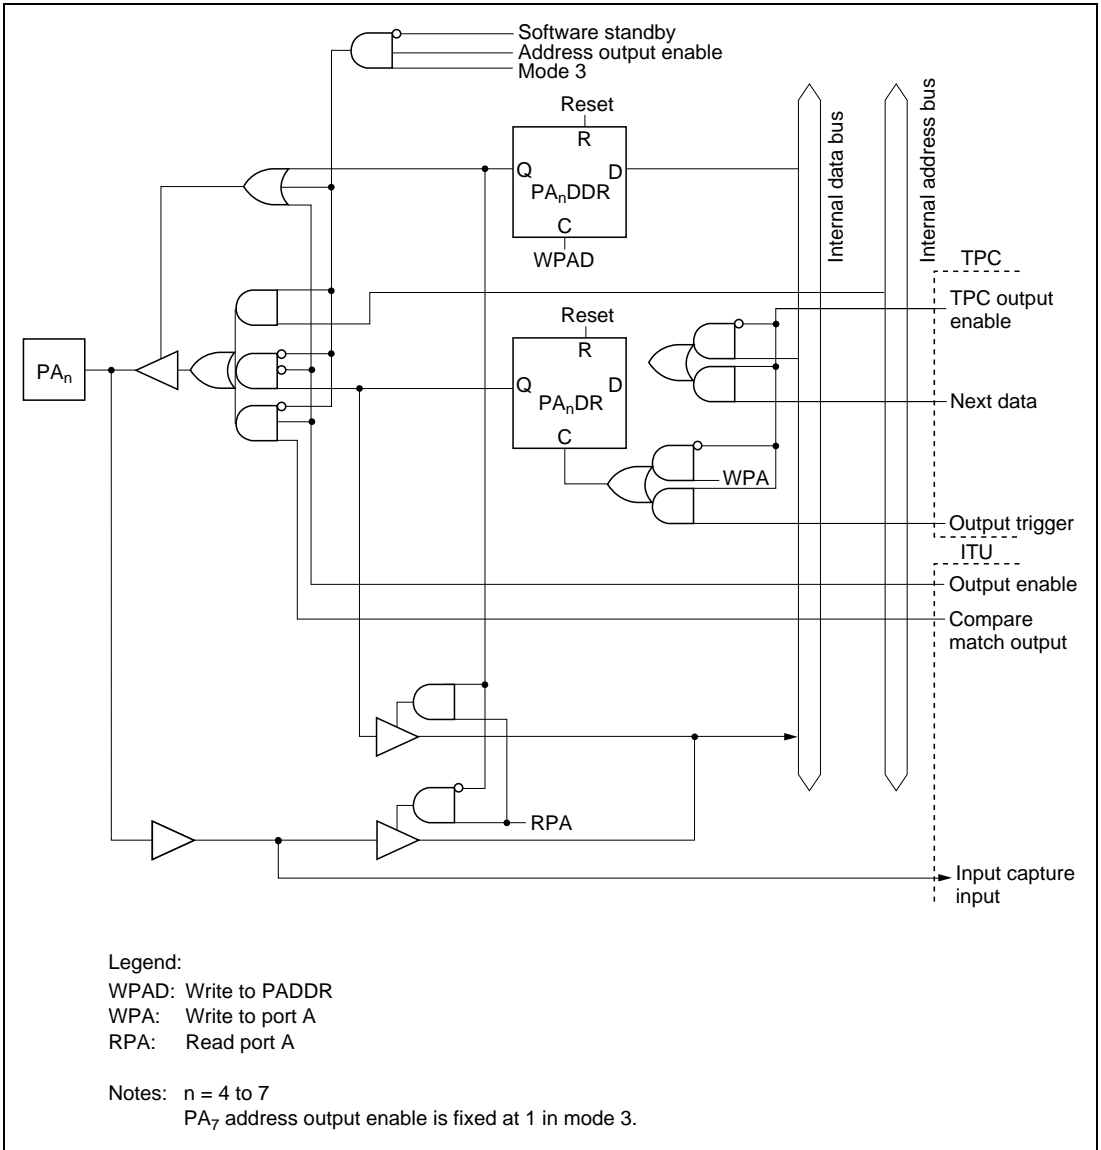 Software standby
Address output enable
Mode 3
Reset
R
Q
D
PAnDDR
C
WPAD
Internal data bus
Internal address bus
TPC
TPC output
enable
Reset
R
PAn
Q
D
PAnDR
C
Next data
WPA
Output trigger
ITU
Output enable
Compare
match output
RPA
Input capture
input
Legend:
WPAD: Write to PADDR
WPA: Write to port A
RPA: Read port A
Notes: n = 4 to 7
PA7 address output enable is fixed at 1 in mode 3.